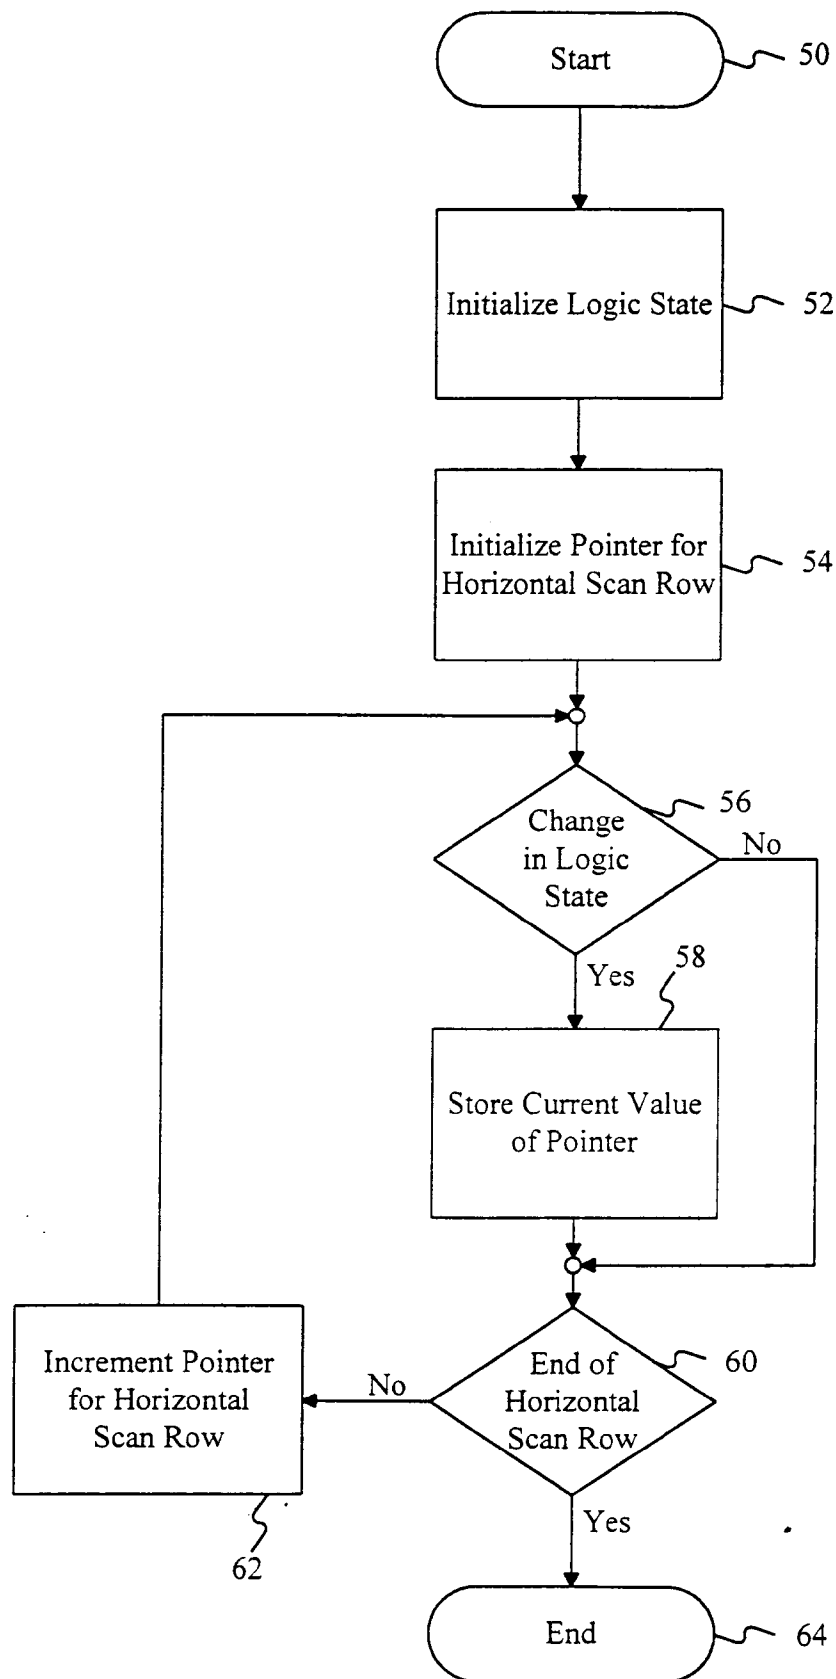 Start
50
Initialize Logic State
52
Initialize Pointer for
Horizontal Scan Row
54
56
Change
in Logic
State
No
Yes
58
Store Current Value
of Pointer
60
End of
Horizontal
Scan Row
No
Increment Pointer
for Horizontal
Scan Row
62
Yes
End
64